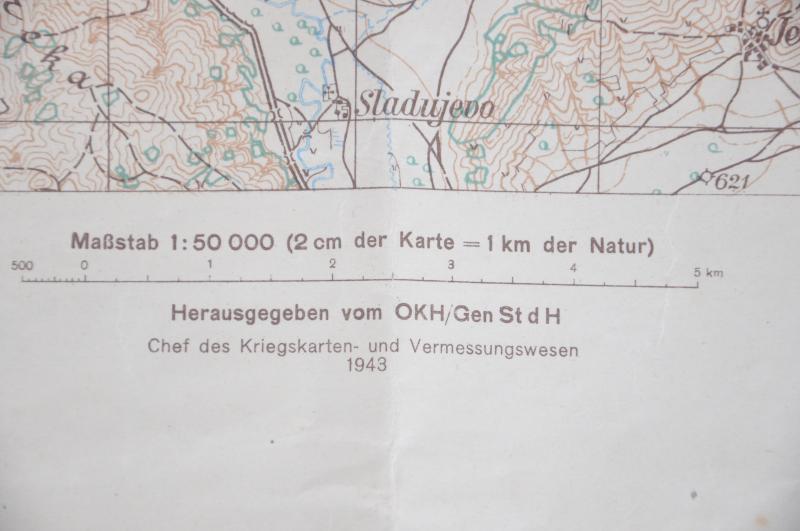 Sladujevo
621
Maßstab 1:50 000 (2 cm der Karte = 1 km der Natur)
500 0 1 2 3 4 5 km
Herausgegeben vom OKH/Gen St d H
Chef des Kriegskarten- und Vermessungswesen
1943